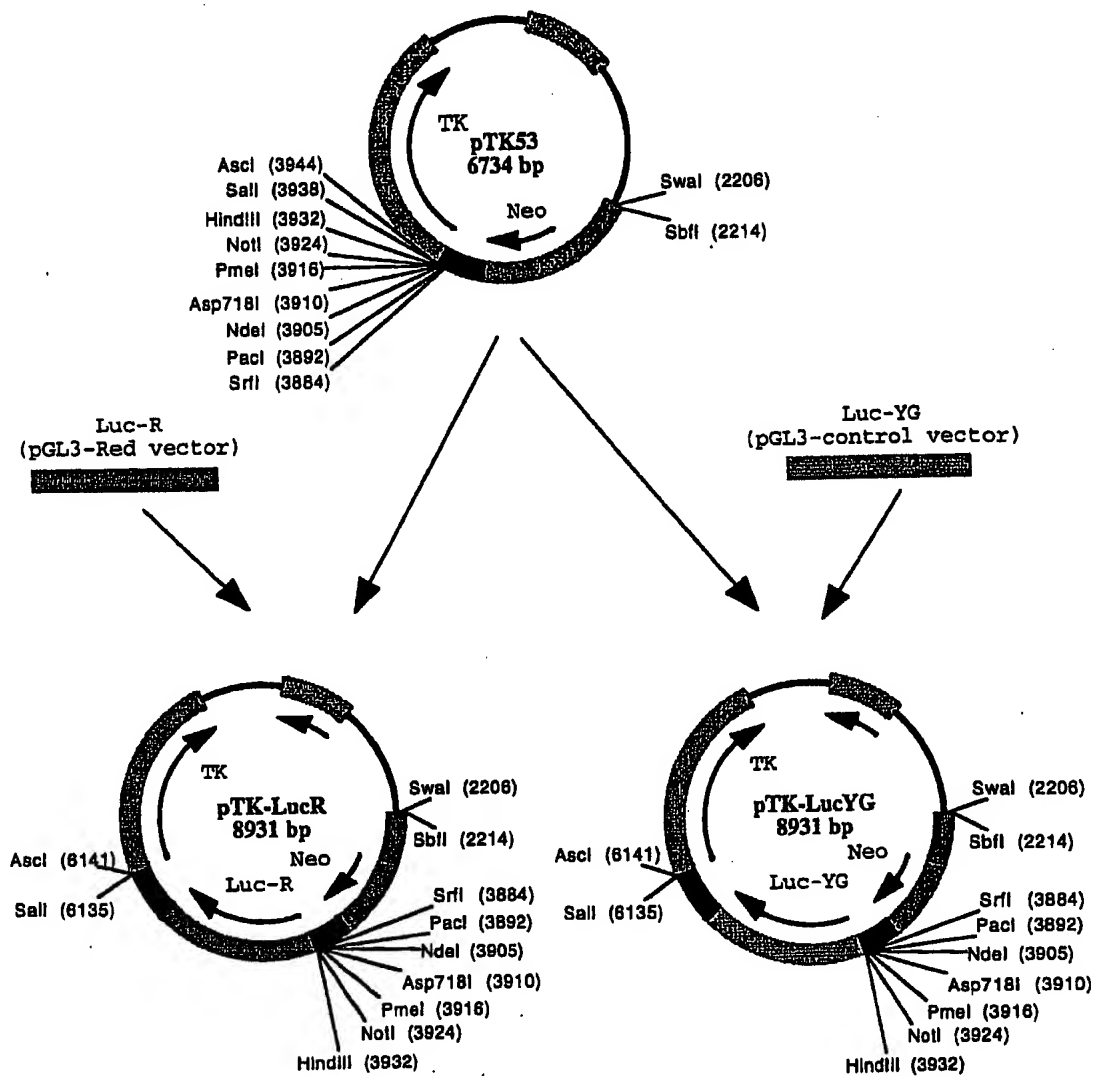 TK
pTK53
6734 bp
Neo
AscI (3944)
SalI (3938)
HindIII (3932)
NotI (3924)
PmeI (3916)
Asp718I (3910)
NdeI (3905)
PacI (3892)
SrfI (3884)
SwaI (2206)
SbfI (2214)
Luc-R
(pGL3-Red vector)
Luc-YG
(pGL3-control vector)
TK
pTK-LucR
8931 bp
Neo
Luc-R
AscI (6141)
SalI (6135)
SwaI (2206)
SbfI (2214)
SrfI (3884)
PacI (3892)
NdeI (3905)
Asp718I (3910)
PmeI (3916)
NotI (3924)
HindIII (3932)
TK
pTK-LucYG
8931 bp
Neo
Luc-YG
AscI (6141)
SalI (6135)
SwaI (2206)
SbfI (2214)
SrfI (3884)
PacI (3892)
NdeI (3905)
Asp718I (3910)
PmeI (3916)
NotI (3924)
HindIII (3932)